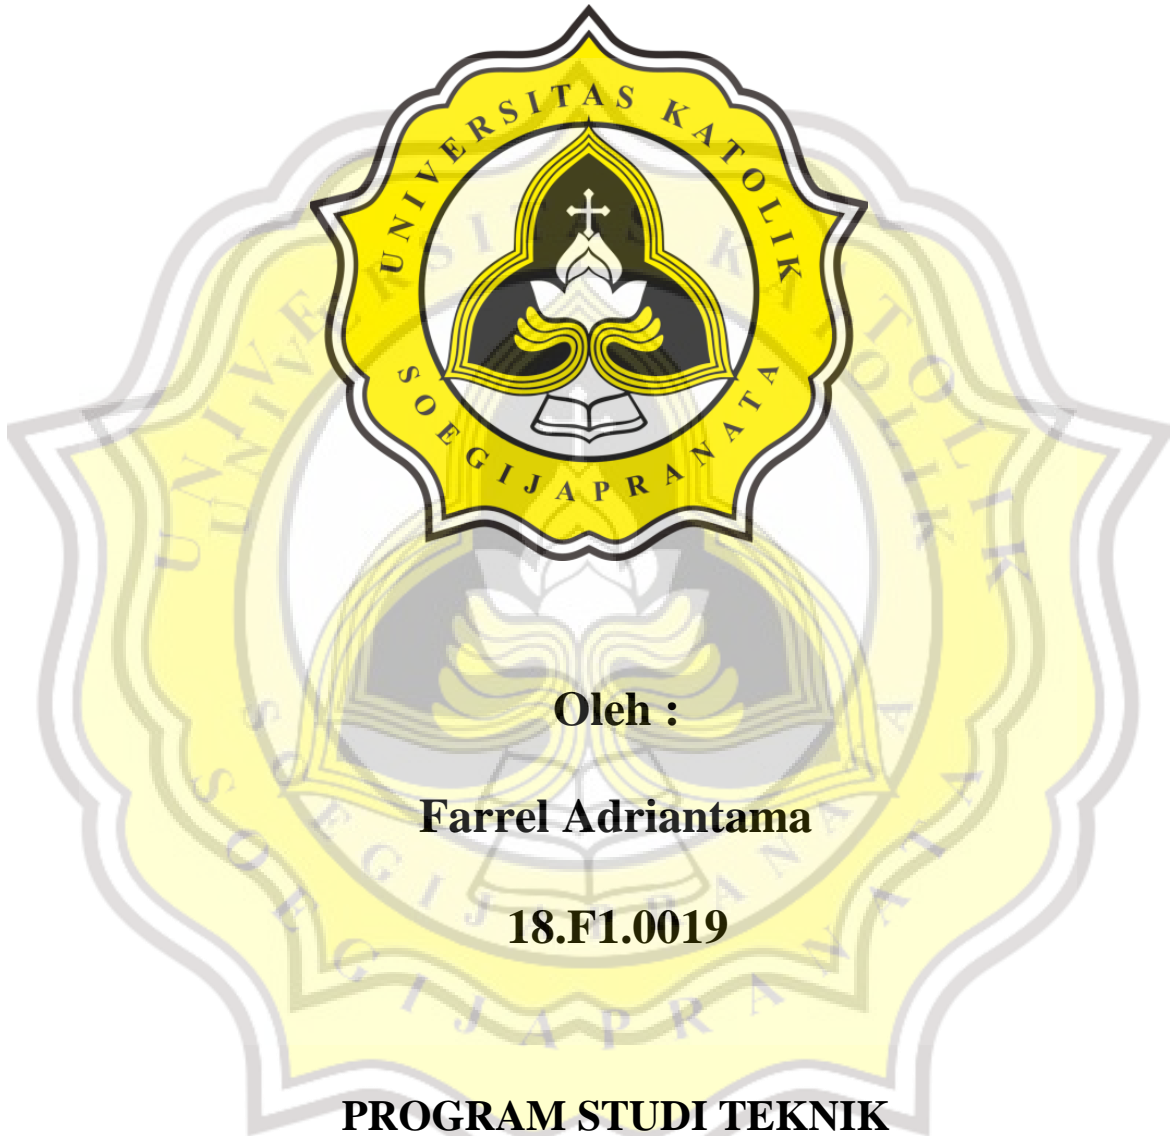 UNIVERSITAS KATOLIK
SOEGIJAPRANATA
Oleh :
Farrel Adriantama
18.F1.0019
PROGRAM STUDI TEKNIK